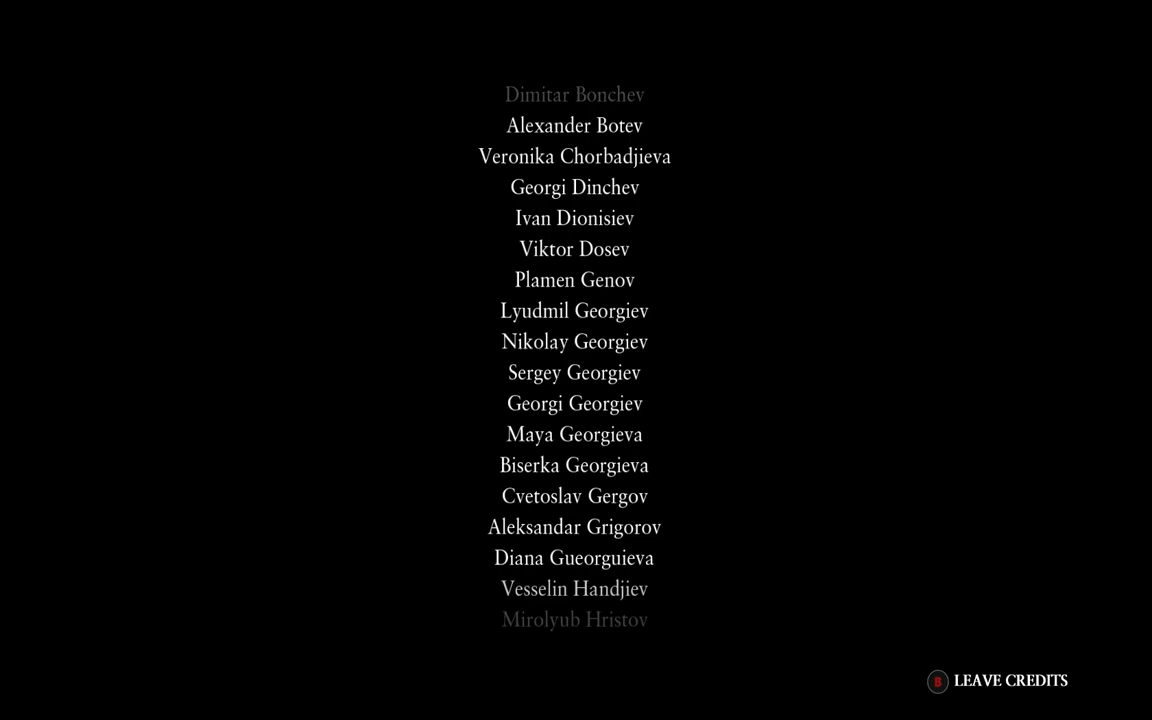 Dimitar Bonchev
Alexander Botev
Veronika Chorbadjieva
Georgi Dinchev
Ivan Dionisiev
Viktor Dosev
Plamen Genov
Lyudmil Georgiev
Nikolay Georgiev
Sergey Georgiev
Georgi Georgiev
Maya Georgieva
Biserka Georgieva
Cvetoslav Gergov
Aleksandar Grigorov
Diana Gueorguieva
Vesselin Handjiev
Mirolyub Hristov
B LEAVE CREDITS